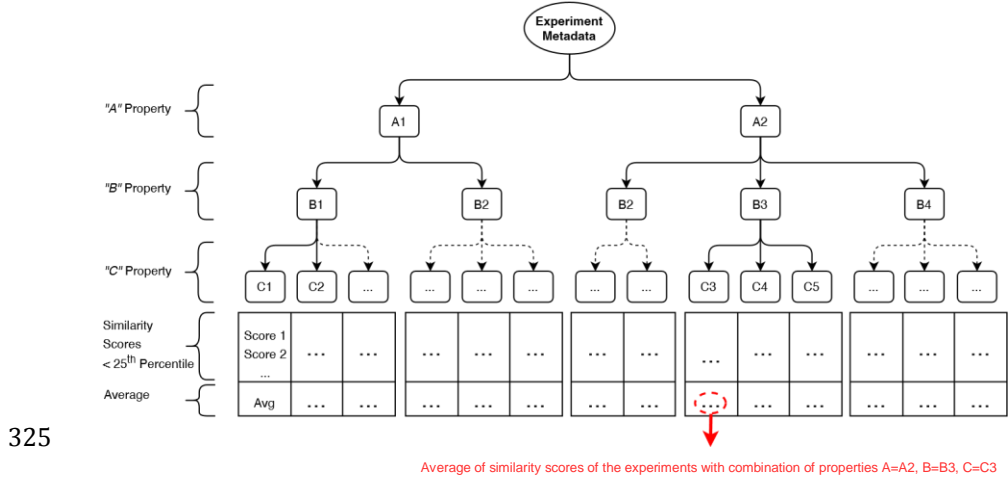 Experiment
Metadata
"A" Property
A1
A2
"B" Property
B1
B2
B2
B3
B4
"C" Property
C1
C2
...
...
...
...
...
...
C3
C4
C5
...
...
...
Similarity
Scores
< 25th Percentile
Score 1
Score 2
...
...
...
...
...
...
...
...
...
...
...
...
...
...
Average
Avg
...
...
...
...
...
...
...
...
...
...
...
...
...
325
Average of similarity scores of the experiments with combination of properties A=A2, B=B3, C=C3